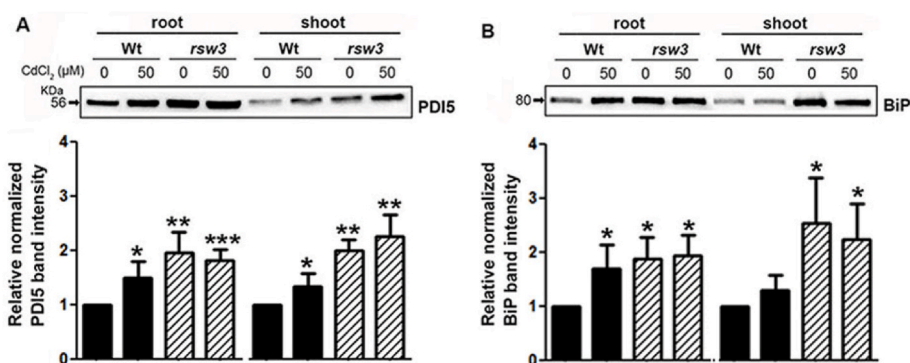 A
root shoot
Wt rsw3 Wt rsw3
CdCl2 (µM) 0 50 0 50 0 50 0 50
KDa
56 PDI5
Relative normalized
PDI5 band intensity
4
3
2
1
0
* ** *** * ** **
B
root shoot
Wt rsw3 Wt rsw3
0 50 0 50 0 50 0 50
80 BiP
Relative normalized
BiP band intensity
4
3
2
1
0
* * * * *